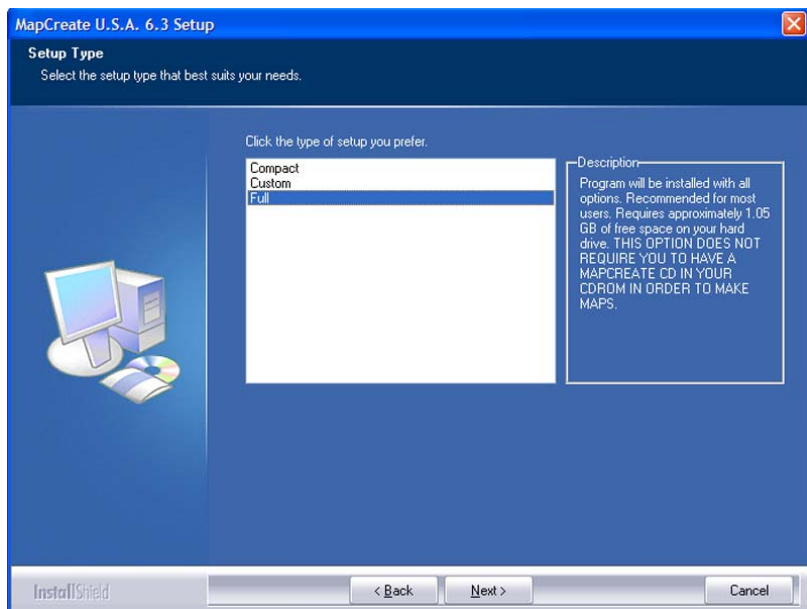 MapCreate U.S.A. 6.3 Setup
Setup Type
Select the setup type that best suits your needs.
Click the type of setup you prefer.
Compact
Custom
Full
Description
Program will be installed with all
options. Recommended for most
users. Requires approximately 1.05
GB of free space on your hard
drive. THIS OPTION DOES NOT
REQUIRE YOU TO HAVE A
MAPCREATE CD IN YOUR
CDROM IN ORDER TO MAKE
MAPS.
InstallShield
< Back
Next >
Cancel